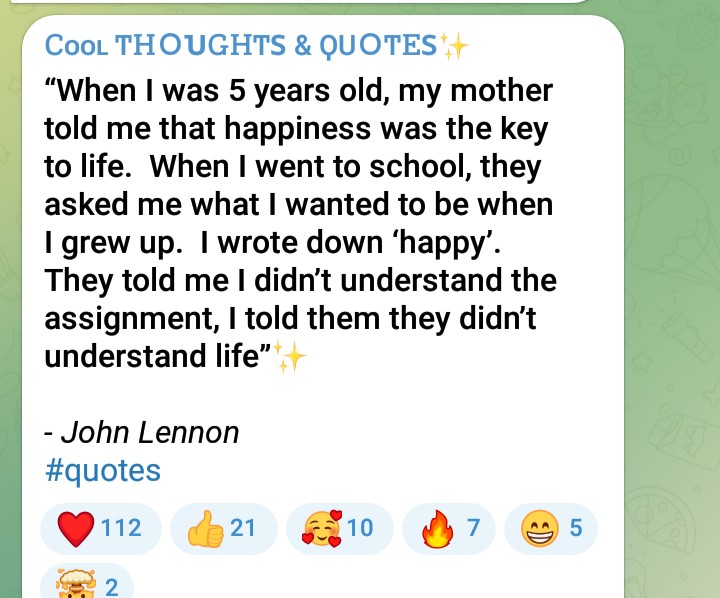 Cool THOUGHTS & QUOTES✨
“When I was 5 years old, my mother
told me that happiness was the key
to life.  When I went to school, they
asked me what I wanted to be when
I grew up.  I wrote down ‘happy’.
They told me I didn’t understand the
assignment, I told them they didn’t
understand life”✨
- John Lennon
#quotes
❤️ 112 👍 21 🥰 10 🔥 7 😁 5
🤯 2